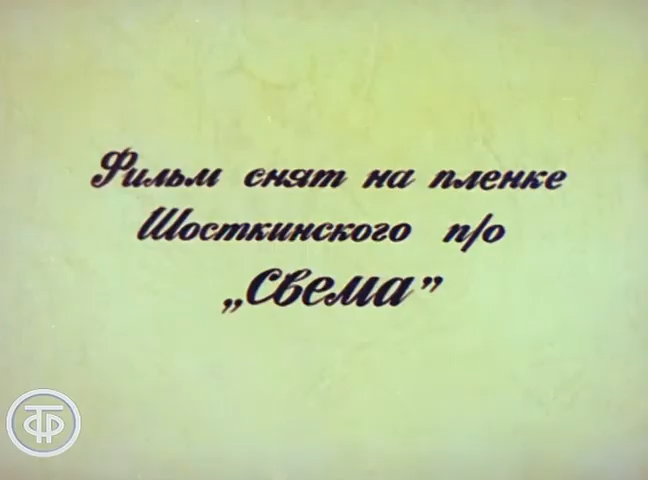 Фильм снят на пленке
Шосткинского п/о
„Свема”